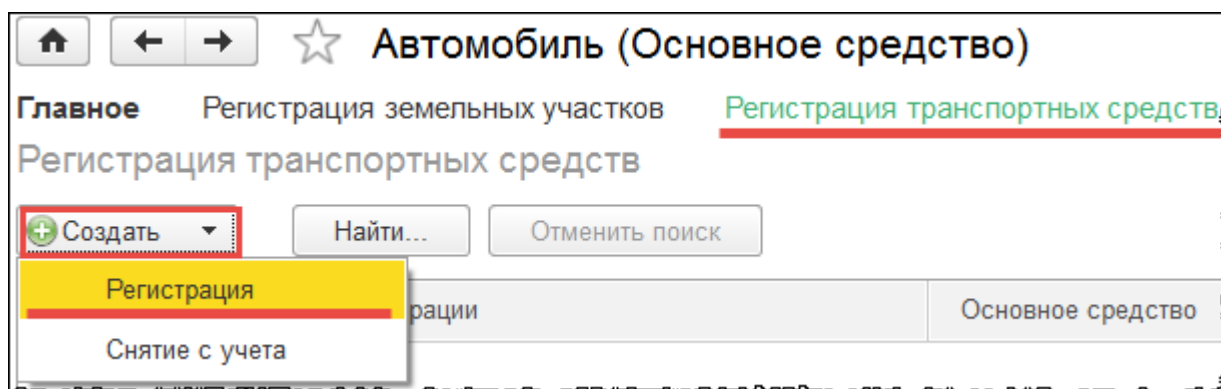 Автомобиль (Основное средство)
Главное Регистрация земельных участков Регистрация транспортных средств
Регистрация транспортных средств
Создать Найти... Отменить поиск
Регистрация
рации Основное средство
Снятие с учета